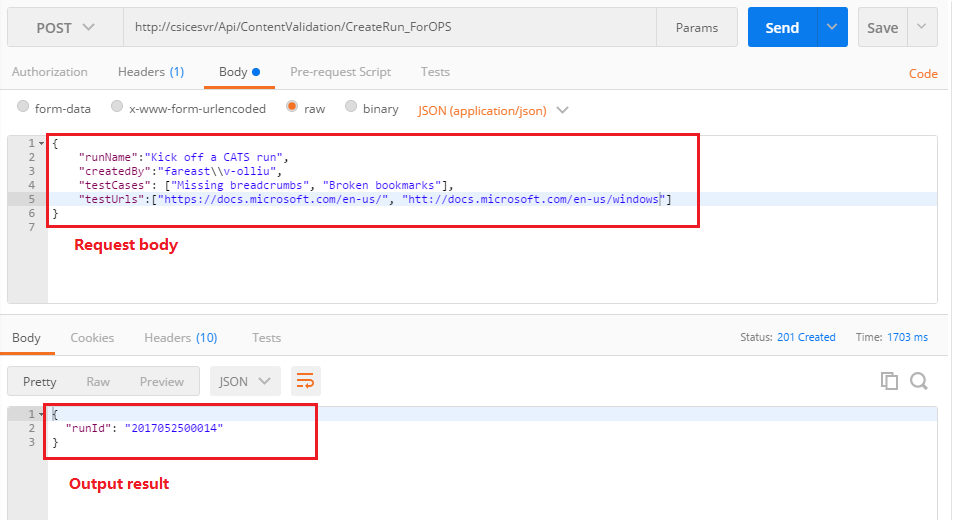 POST http://csicesvr/Api/ContentValidation/CreateRun_ForOPS Params Send Save
Authorization Headers (1) Body Pre-request Script Tests Code
form-data x-www-form-urlencoded raw binary JSON (application/json)
1 {
2 "runName":"Kick off a CATS run",
3 "createdBy":"fareast\\v-olliu",
4 "testCases": ["Missing breadcrumbs", "Broken bookmarks"],
5 "testUrls":["https://docs.microsoft.com/en-us/", "htt://docs.microsoft.com/en-us/windows"]
6 }
7
Request body
Body Cookies Headers (10) Tests Status: 201 Created Time: 1703 ms
Pretty Raw Preview JSON
1 {
2 "runId": "2017052500014"
3 }
Output result